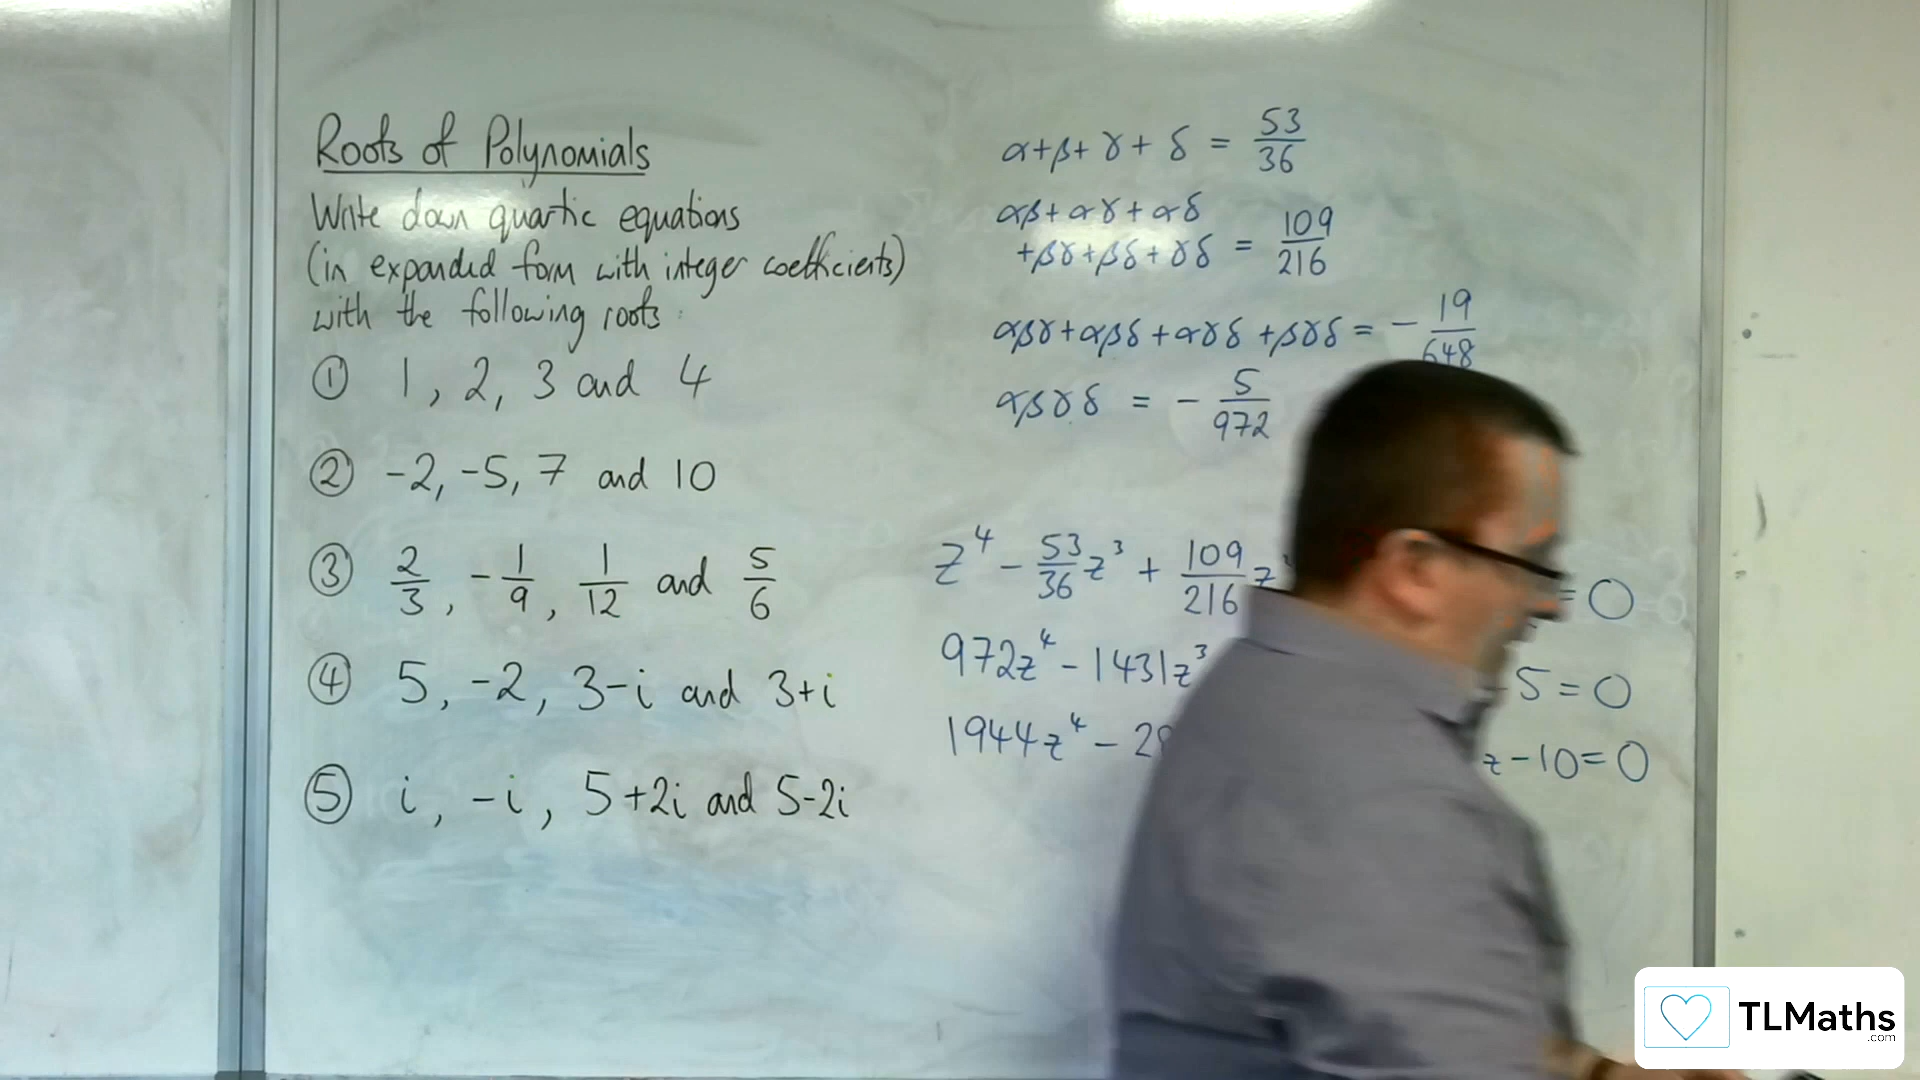 Roots of Polynomials
Write down quartic equations
(in expanded form with integer coefficients)
with the following roots:
① 1, 2, 3 and 4
② -2, -5, 7 and 10
③ 2/3, -1/9, 1/12 and 5/6
④ 5, -2, 3-i and 3+i
⑤ i, -i, 5+2i and 5-2i
α+β+γ+δ = 53/36
αβ+αγ+αδ
+βγ+βδ+γδ = 109/216
αβγ+αβδ+αγδ+βγδ = -19/648
αβγδ = -5/972
z⁴ - 53/36 z³ + 109/216 z = 0
972z⁴ - 1431z³ -5=0
1944z⁴ - 2 z-10=0
TLMaths
.com